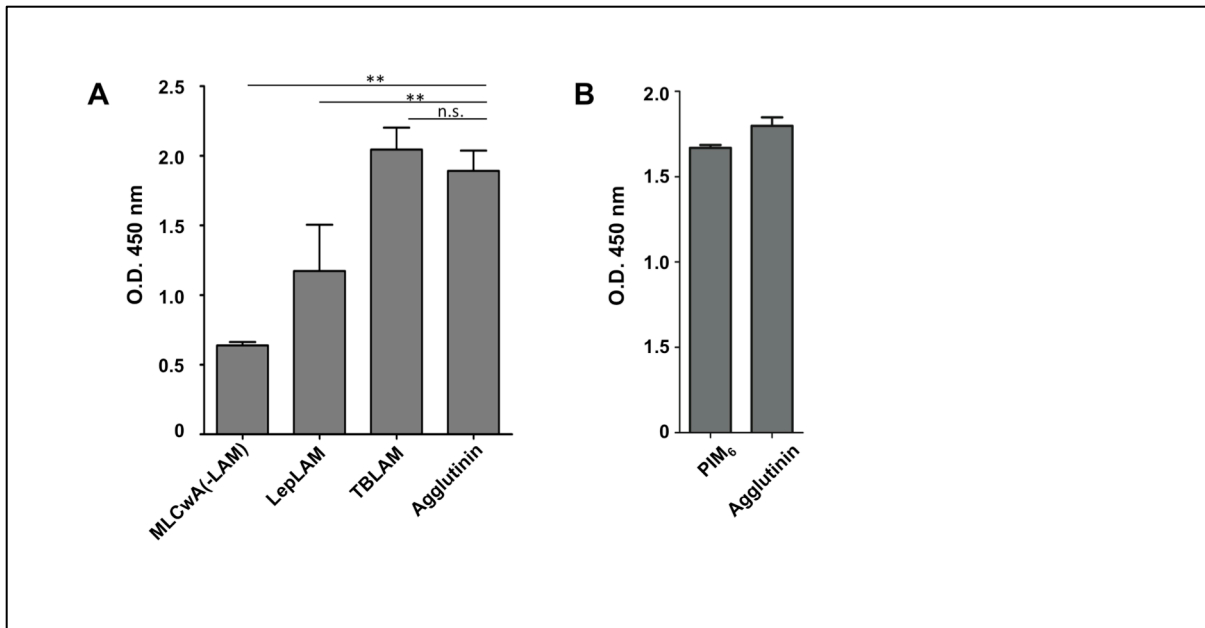 A
**
**
n.s.
2.5
2.0
1.5
1.0
0.5
0
O.D. 450 nm
MLCwA(-LAM)
LepLAM
TBLAM
Agglutinin
B
2.0
1.5
1.0
1.5
0
O.D. 450 nm
PIM₆
Agglutinin